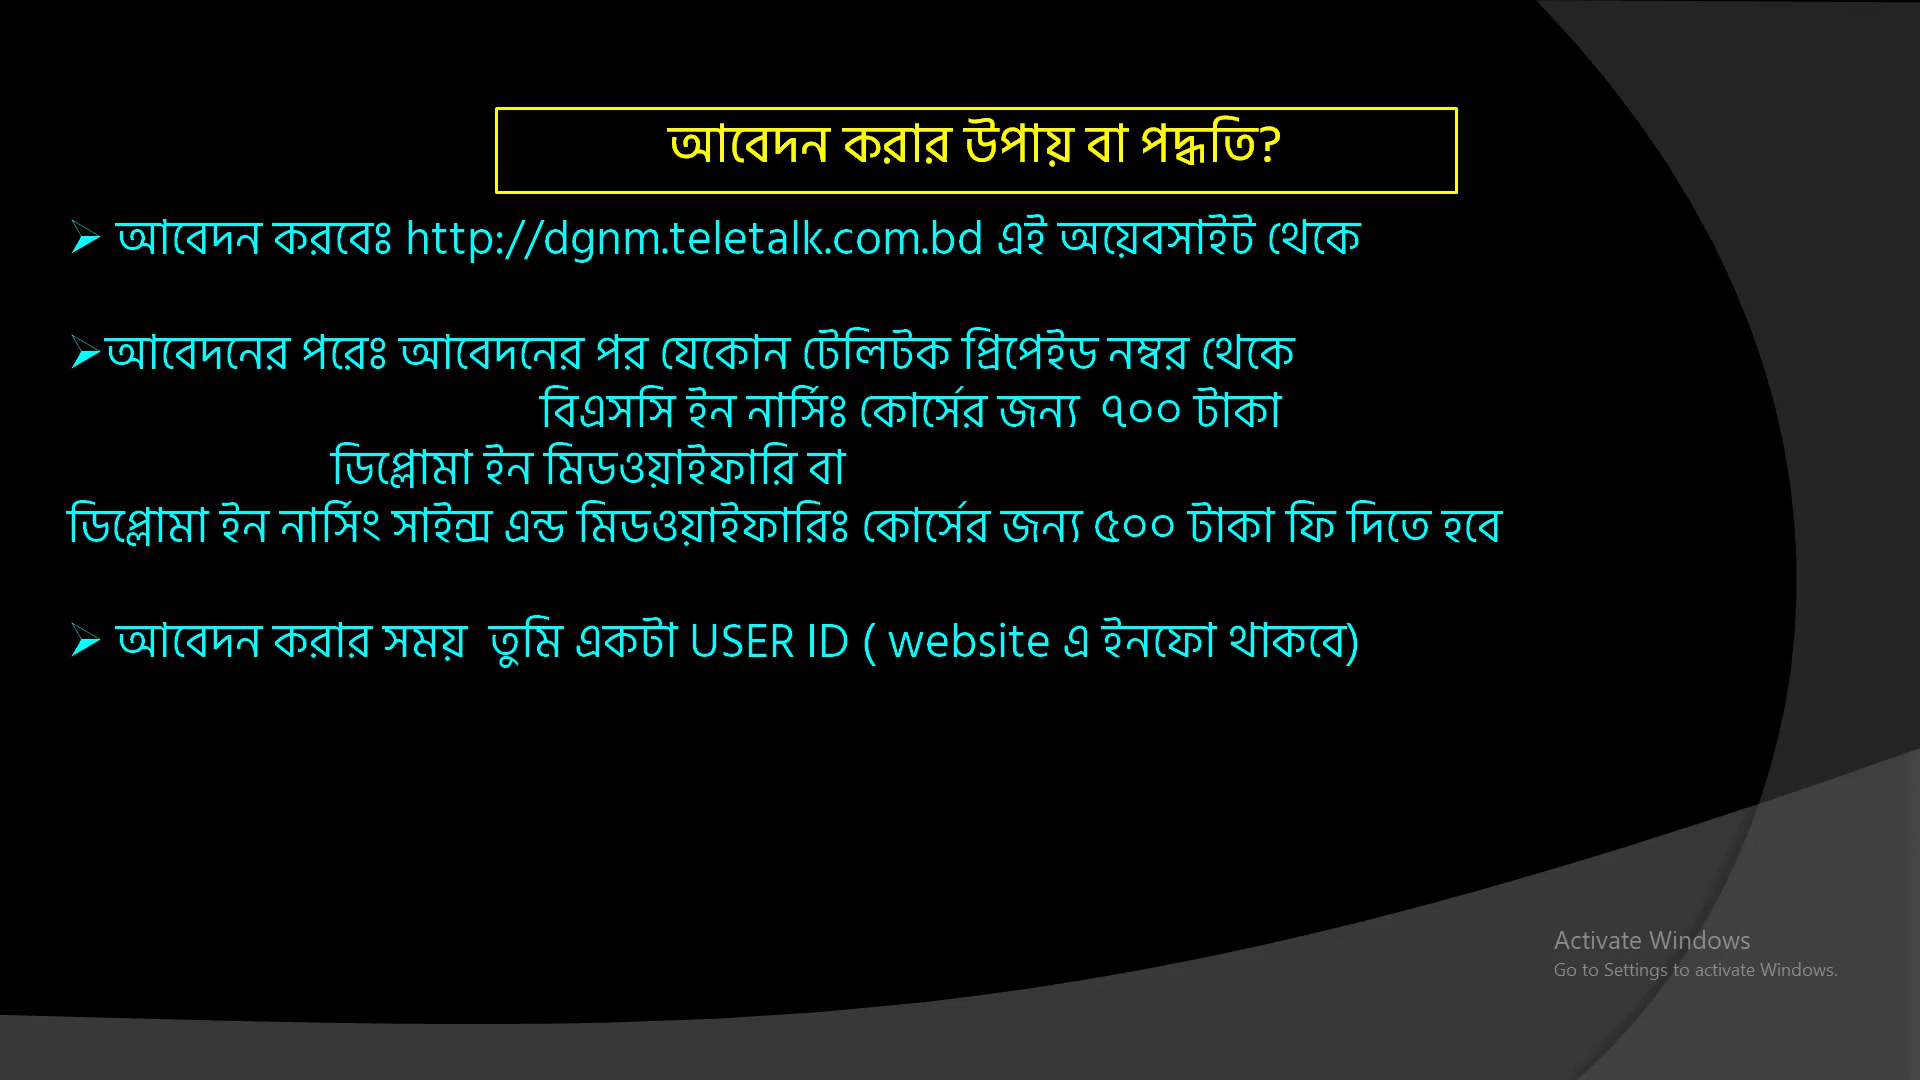 আবেদন করার উপায় বা পদ্ধতি?
➢ আবেদন করবেঃ http://dgnm.teletalk.com.bd এই অয়েবসাইট থেকে
➢আবেদনের পরেঃ আবেদনের পর যেকোন টেলিটক প্রিপেইড নম্বর থেকে
বিএসসি ইন নার্সিঃ কোর্সের জন্য ৭০০ টাকা
ডিপ্লোমা ইন মিডওয়াইফারি বা
ডিপ্লোমা ইন নার্সিং সাইন্স এন্ড মিডওয়াইফারিঃ কোর্সের জন্য ৫০০ টাকা ফি দিতে হবে
➢ আবেদন করার সময় তুমি একটা USER ID ( website এ ইনফো থাকবে)
Activate Windows
Go to Settings to activate Windows.